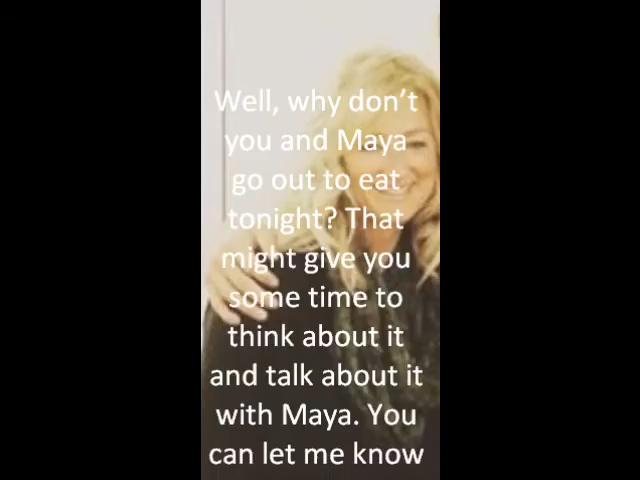 Well, why don't
you and Maya
go out to eat
tonight? That
might give you
some time to
think about it
and talk about it
with Maya. You
can let me know